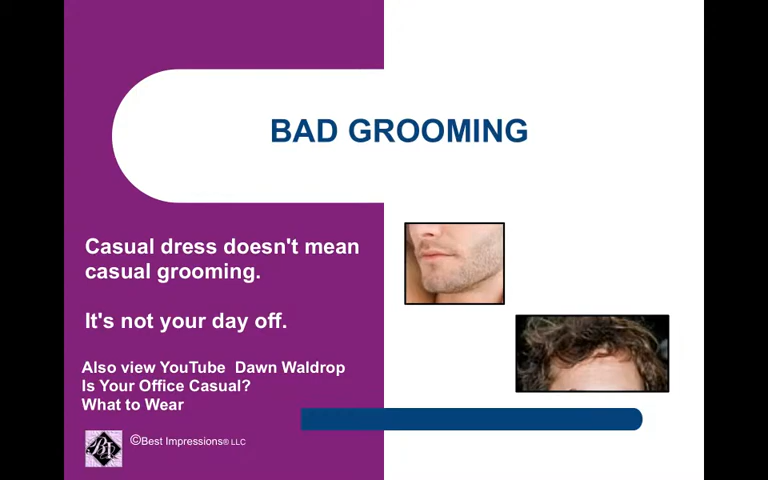 BAD GROOMING
Casual dress doesn't mean
casual grooming.
It's not your day off.
Also view YouTube Dawn Waldrop
Is Your Office Casual?
What to Wear
©Best Impressions® LLC
BI